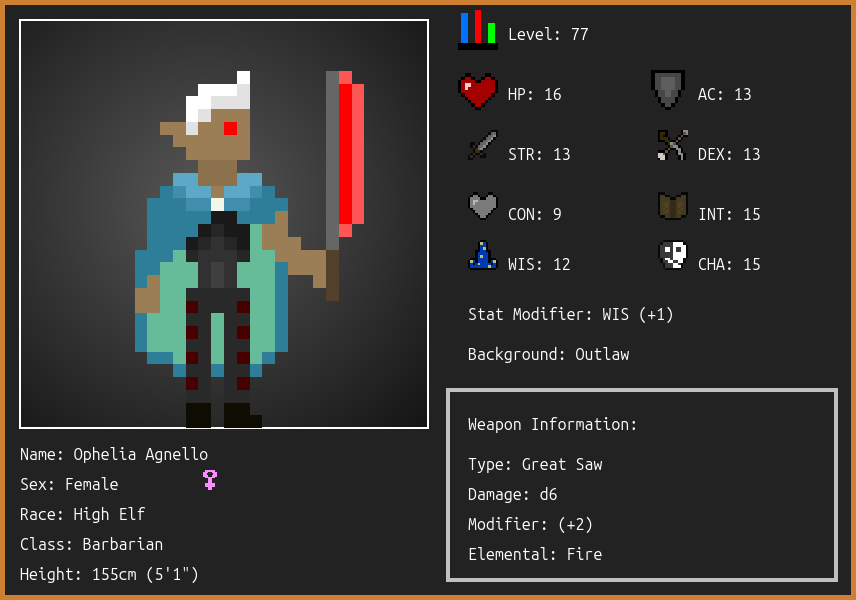 Level: 77
HP: 16
AC: 13
STR: 13
DEX: 13
CON: 9
INT: 15
WIS: 12
CHA: 15
Stat Modifier: WIS (+1)
Background: Outlaw
Weapon Information:
Type: Great Saw
Damage: d6
Modifier: (+2)
Elemental: Fire
Name: Ophelia Agnello
Sex: Female
Race: High Elf
Class: Barbarian
Height: 155cm (5'1")